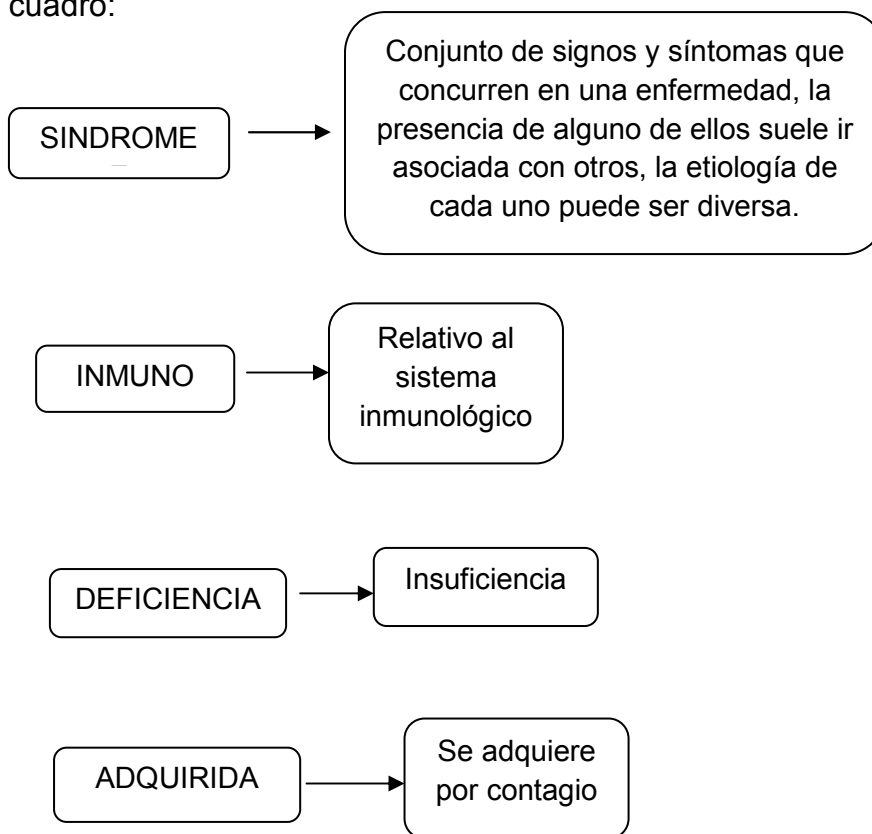 cuadro:
SINDROME
Conjunto de signos y síntomas que
concurren en una enfermedad, la
presencia de alguno de ellos suele ir
asociada con otros, la etiología de
cada uno puede ser diversa.
INMUNO
Relativo al
sistema
inmunológico
DEFICIENCIA
Insuficiencia
ADQUIRIDA
Se adquiere
por contagio